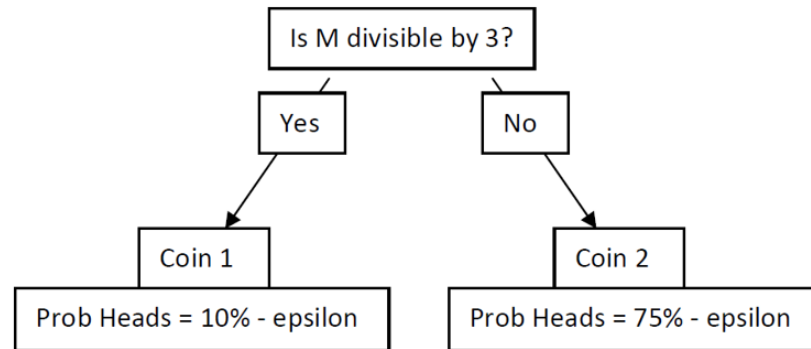 Is M divisible by 3?
Yes
No
Coin 1
Coin 2
Prob Heads = 10% - epsilon
Prob Heads = 75% - epsilon